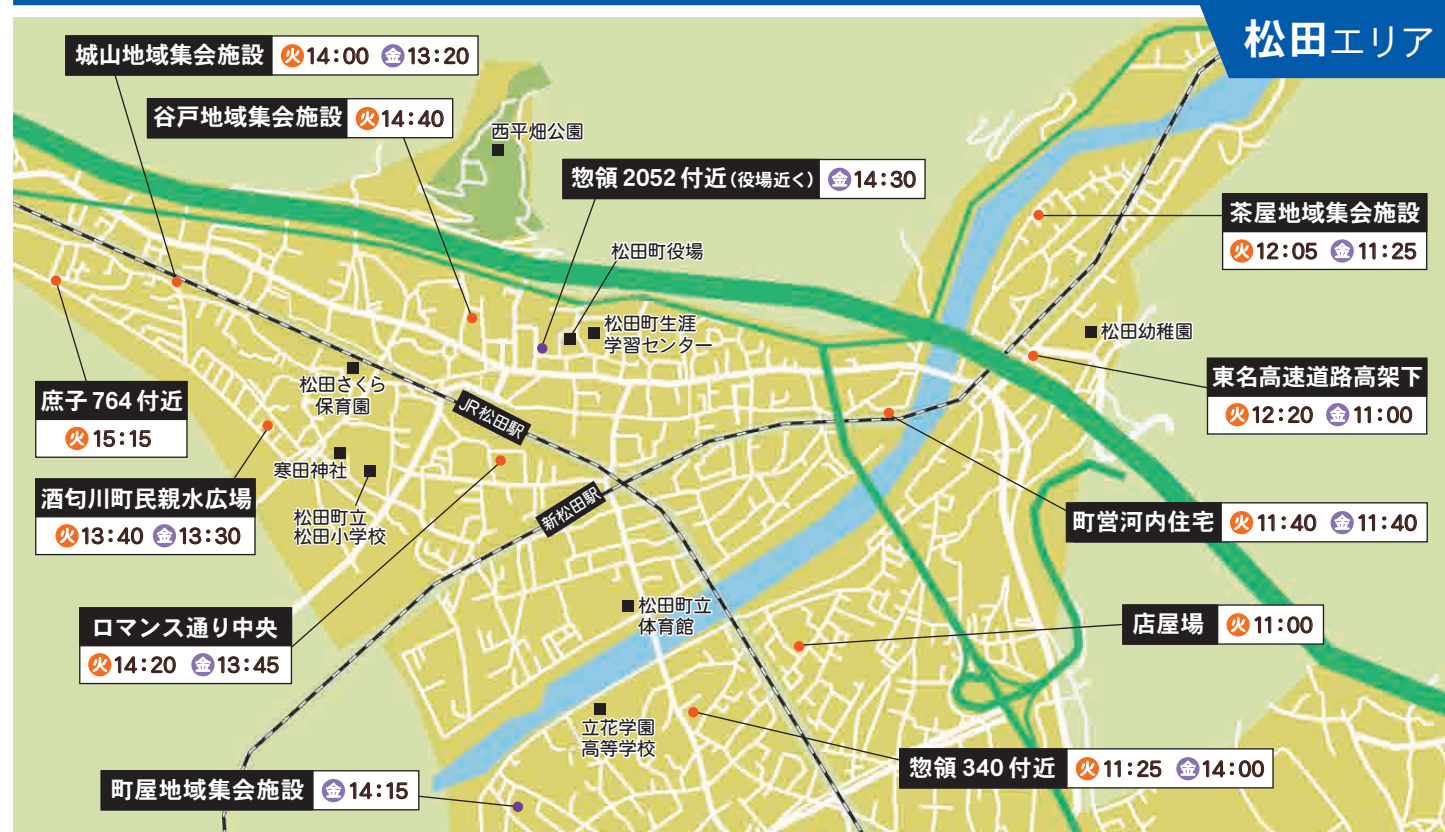 松田エリア
城山地域集会施設 火14:00 金13:20
谷戸地域集会施設 火14:40
西平畑公園
惣領2052付近(役場近く) 金14:30
茶屋地域集会施設
火12:05 金11:25
松田町役場
松田町生涯
学習センター
松田幼稚園
東名高速道路高架下
火12:20 金11:00
庶子764付近
火15:15
松田さくら
保育園
JR松田駅
寒田神社
酒匂川町民親水広場
火13:40 金13:30
松田町立
松田小学校
新松田駅
町営河内住宅 火11:40 金11:40
ロマンス通り中央
火14:20 金13:45
松田町立
体育館
店屋場 火11:00
立花学園
高等学校
惣領340付近 火11:25 金14:00
町屋地域集会施設 金14:15